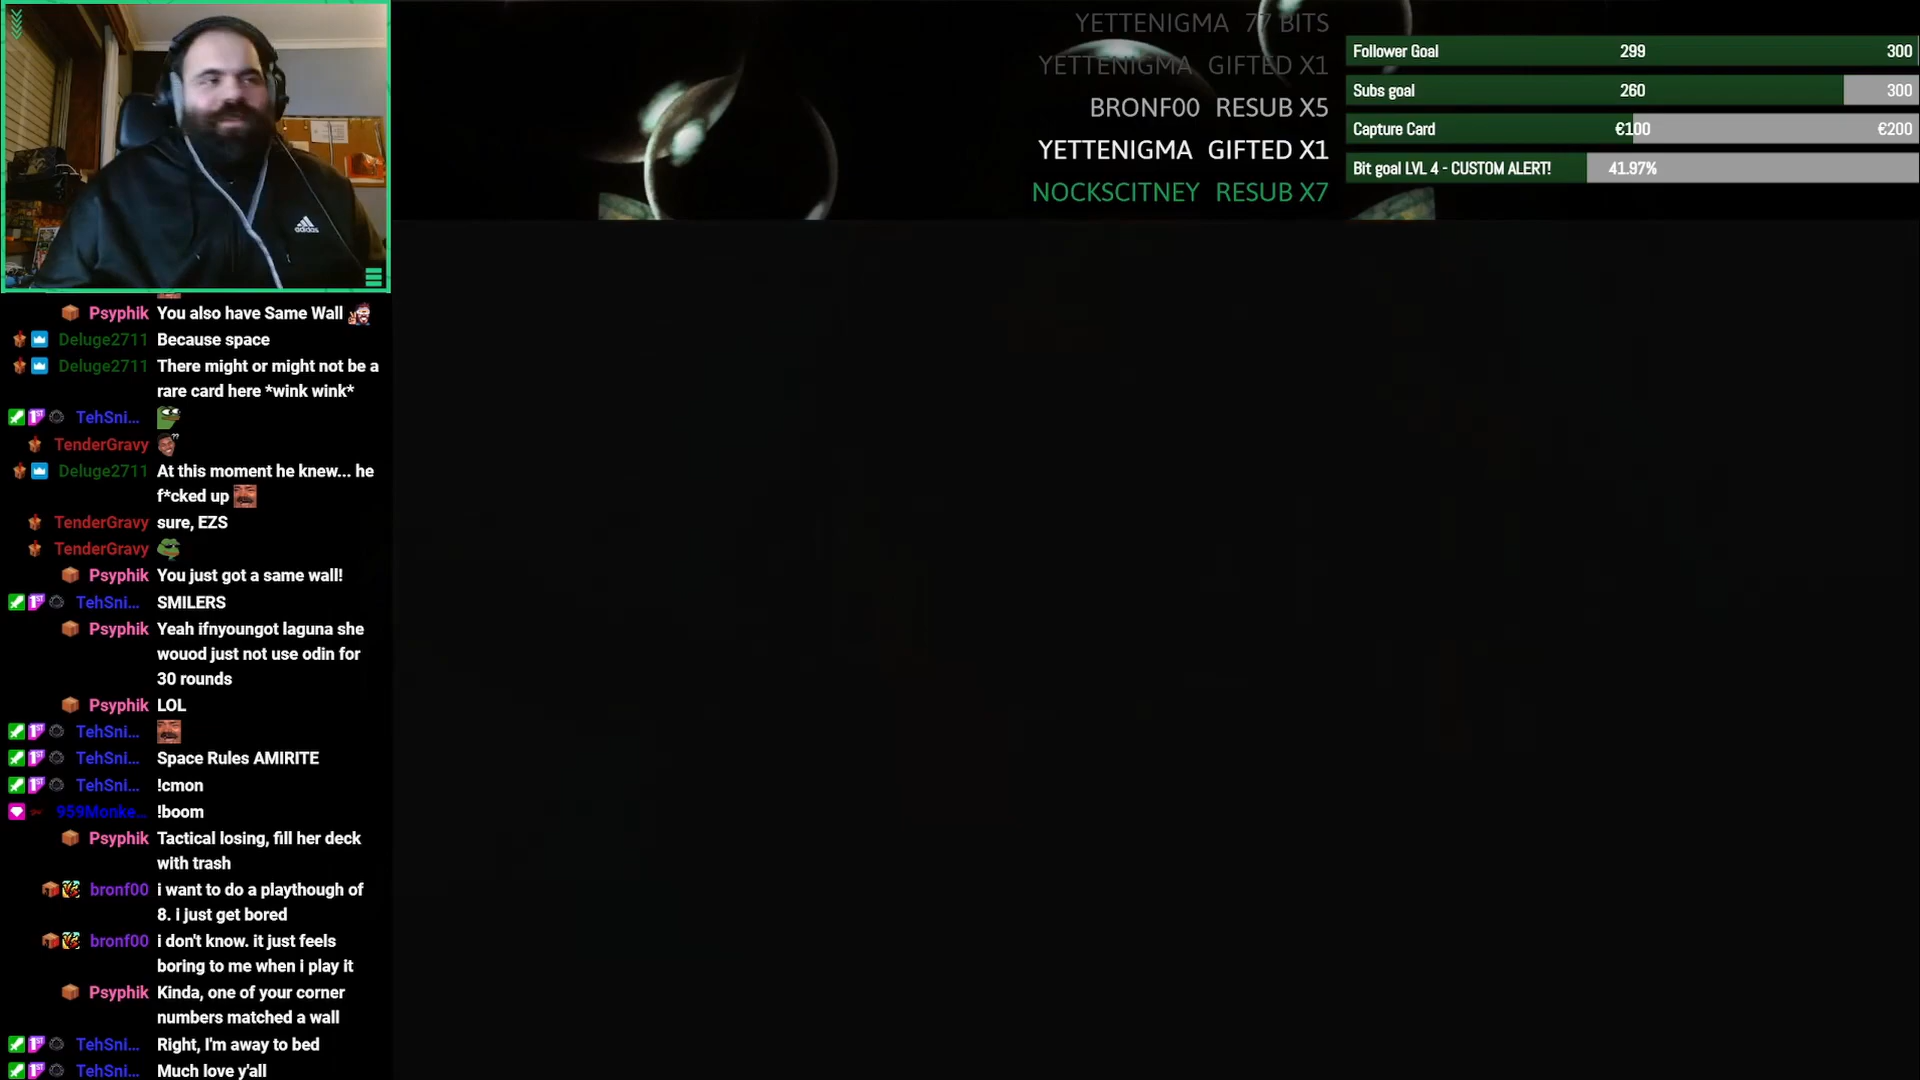 YETTENIGMA 77 BITS
YETTENIGMA GIFTED X1
BRONF00 RESUB X5
YETTENIGMA GIFTED X1
NOCKSCITNEY RESUB X7
Follower Goal 299 300
Subs goal 260 300
Capture Card €100 €200
Bit goal LVL 4 - CUSTOM ALERT! 41.97%
adidas
Psyphik You also have Same Wall
Deluge2711 Because space
Deluge2711 There might or might not be a
rare card here *wink wink*
TehSni...
TenderGravy
Deluge2711 At this moment he knew... he
f*cked up
TenderGravy sure, EZS
TenderGravy
Psyphik You just got a same wall!
TehSni... SMILERS
Psyphik Yeah ifnyoungot laguna she
wouod just not use odin for
30 rounds
Psyphik LOL
TehSni...
TehSni... Space Rules AMIRITE
TehSni... !cmon
959Monke... !boom
Psyphik Tactical losing, fill her deck
with trash
bronf00 i want to do a playthough of
8. i just get bored
bronf00 i don't know. it just feels
boring to me when i play it
Psyphik Kinda, one of your corner
numbers matched a wall
TehSni... Right, I'm away to bed
TehSni... Much love y'all